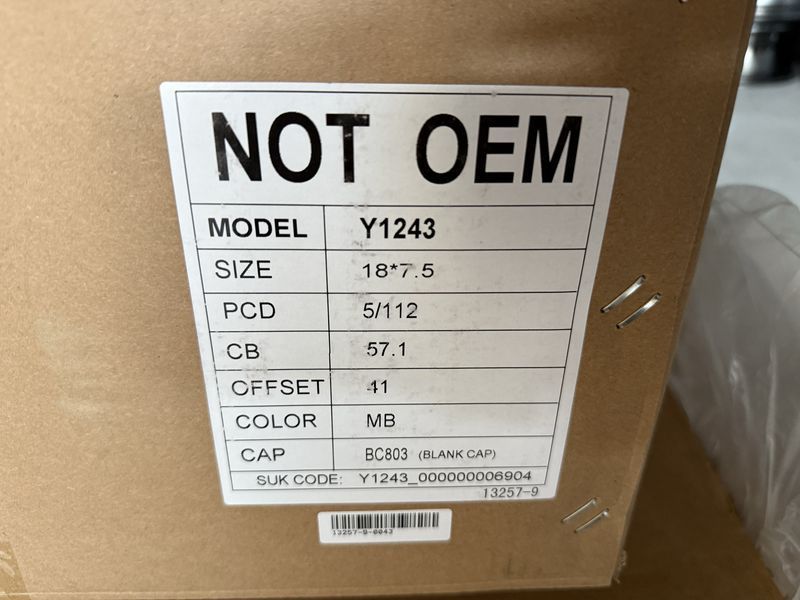 NOT OEM
MODEL Y1243
SIZE 18*7.5
PCD 5/112
CB 57.1
OFFSET 41
COLOR MB
CAP BC803 (BLANK CAP)
SUK CODE: Y1243_000000006904
13257-9
13257-9-0043